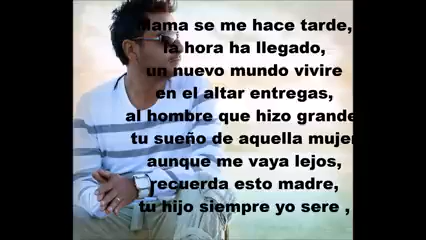 Mama se me hace tarde,
la hora ha llegado,
un nuevo mundo vivire
en el altar entregas,
al hombre que hizo grande
tu sueño de aquella mujer
aunque me vaya lejos,
recuerda esto madre,
tu hijo siempre yo sere ,